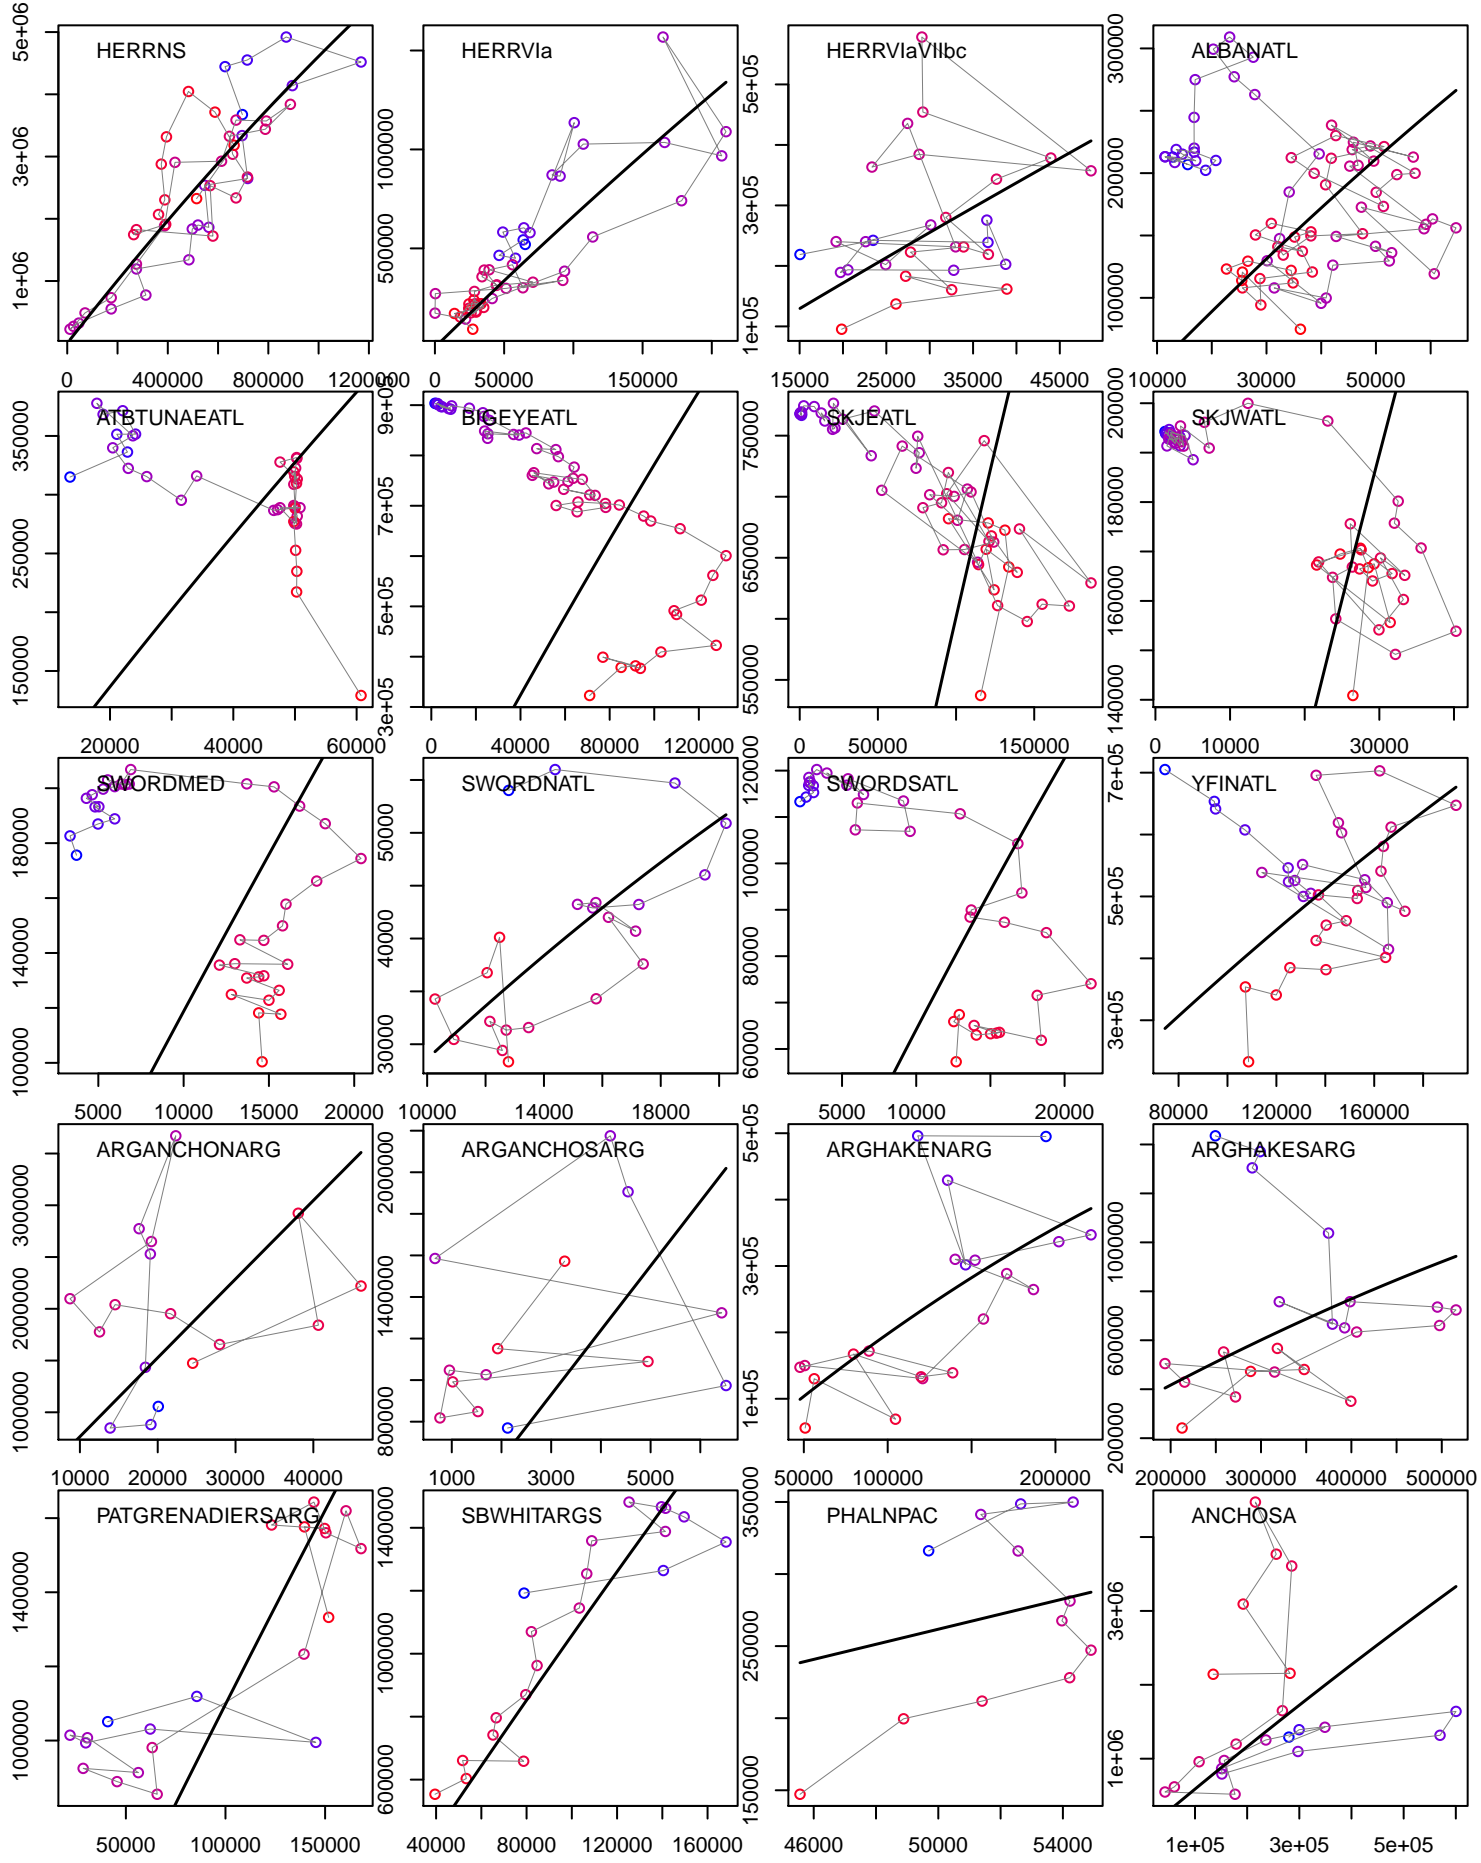 HERRNS
5e+06
3e+06
1e+06
0 400000 800000 1200000
HERRVIa
1000000
500000
0 50000 150000
HERRVIaVIIbc
5e+05
3e+05
1e+05
15000 25000 35000 45000
ALBANATL
300000
200000
100000
10000 30000 50000
ATBTUNAEATL
350000
250000
150000
20000 40000 60000
BIGEYEATL
9e+05
7e+05
5e+05
3e+05
0 40000 80000 120000
SKJEATL
750000
650000
550000
0 50000 150000
SKJWATL
200000
180000
160000
140000
0 10000 30000
SWORDMED
180000
140000
100000
5000 10000 15000 20000
SWORDNATL
50000
40000
30000
10000 14000 18000
SWORDSATL
120000
100000
80000
60000
5000 10000 20000
YFINATL
7e+05
5e+05
3e+05
80000 120000 160000
ARGANCHONARG
3000000
2000000
1000000
10000 20000 30000 40000
ARGANCHOSARG
2000000
1400000
800000
1000 3000 5000
ARGHAKENARG
5e+05
3e+05
1e+05
50000 100000 200000
ARGHAKESARG
1000000
600000
200000
200000 300000 400000 500000
PATGRENADIERSARG
1400000
1000000
50000 100000 150000
SBWHITARGS
1400000
1000000
600000
40000 80000 120000 160000
PHALNPAC
350000
250000
150000
46000 50000 54000
ANCHOSA
3e+06
1e+06
1e+05 3e+05 5e+05